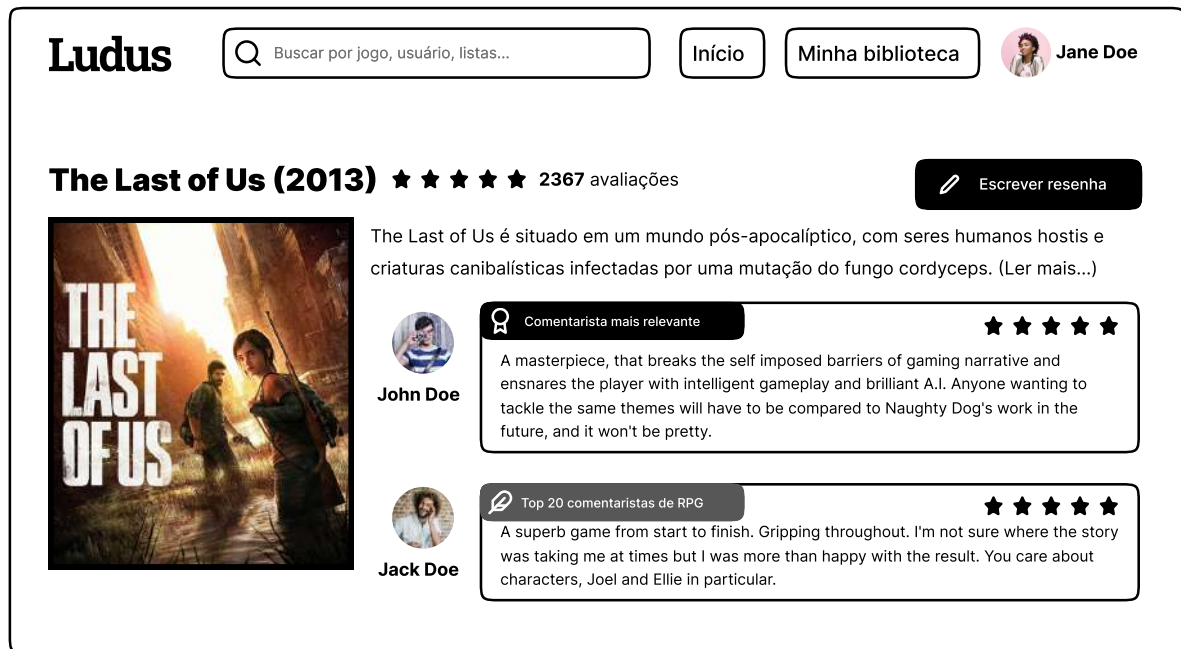 Ludus
Buscar por jogo, usuário, listas...
Início
Minha biblioteca
Jane Doe
The Last of Us (2013)
2367 avaliações
Escrever resenha
THE
LAST
OF US
The Last of Us é situado em um mundo pós-apocalíptico, com seres humanos hostis e
criaturas canibalísticas infectadas por uma mutação do fungo cordyceps. (Ler mais...)
John Doe
Comentarista mais relevante
A masterpiece, that breaks the self imposed barriers of gaming narrative and
ensnares the player with intelligent gameplay and brilliant A.I. Anyone wanting to
tackle the same themes will have to be compared to Naughty Dog's work in the
future, and it won't be pretty.
Jack Doe
Top 20 comentaristas de RPG
A superb game from start to finish. Gripping throughout. I'm not sure where the story
was taking me at times but I was more than happy with the result. You care about
characters, Joel and Ellie in particular.